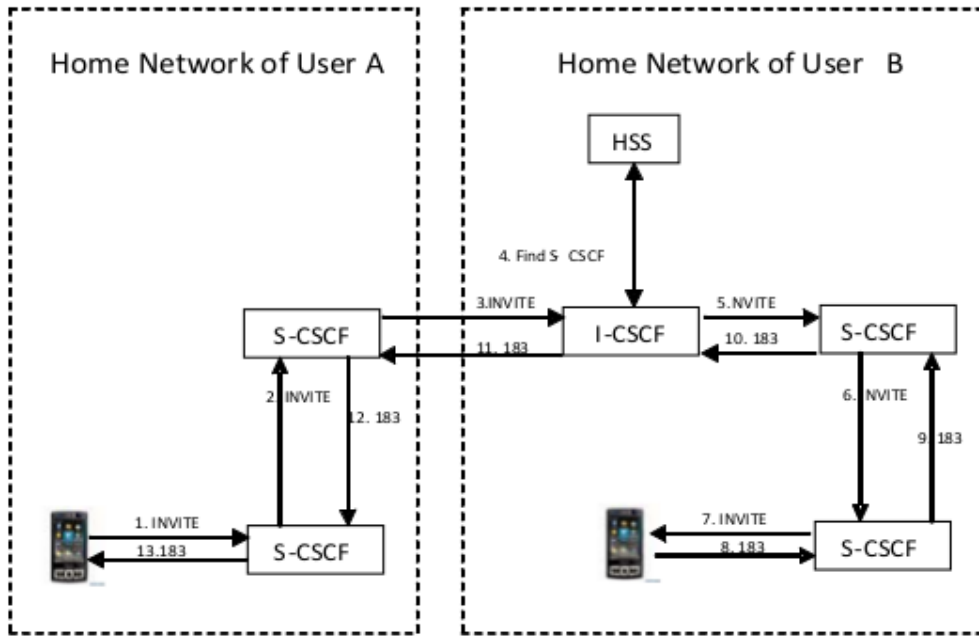 Home Network of User A
Home Network of User B
HSS
4. Find S CSCF
3.INVITE
5.NVITE
S-CSCF
I-CSCF
S-CSCF
11. 183
10. 183
2. INVITE
12. 183
6. NVITE
9. 183
1. INVITE
7. INVITE
S-CSCF
S-CSCF
13.183
8. 183